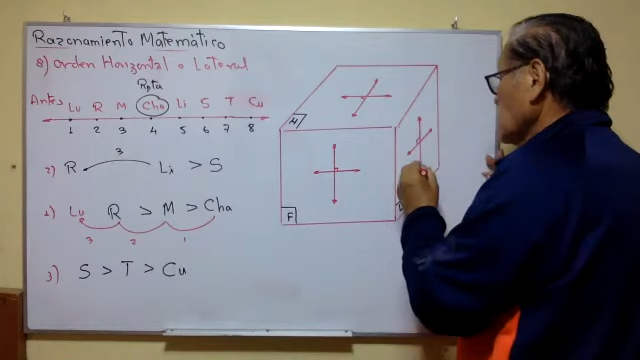 Razonamiento Matemático
8) Orden Horizontal o Lateral
Rpta
Antes Lu R M Cha Li S T Cu
1 2 3 4 5 6 7 8
3
2) R Li > S
1) Lu R > M > Cha
3 2 1
3) S > T > Cu
H
F